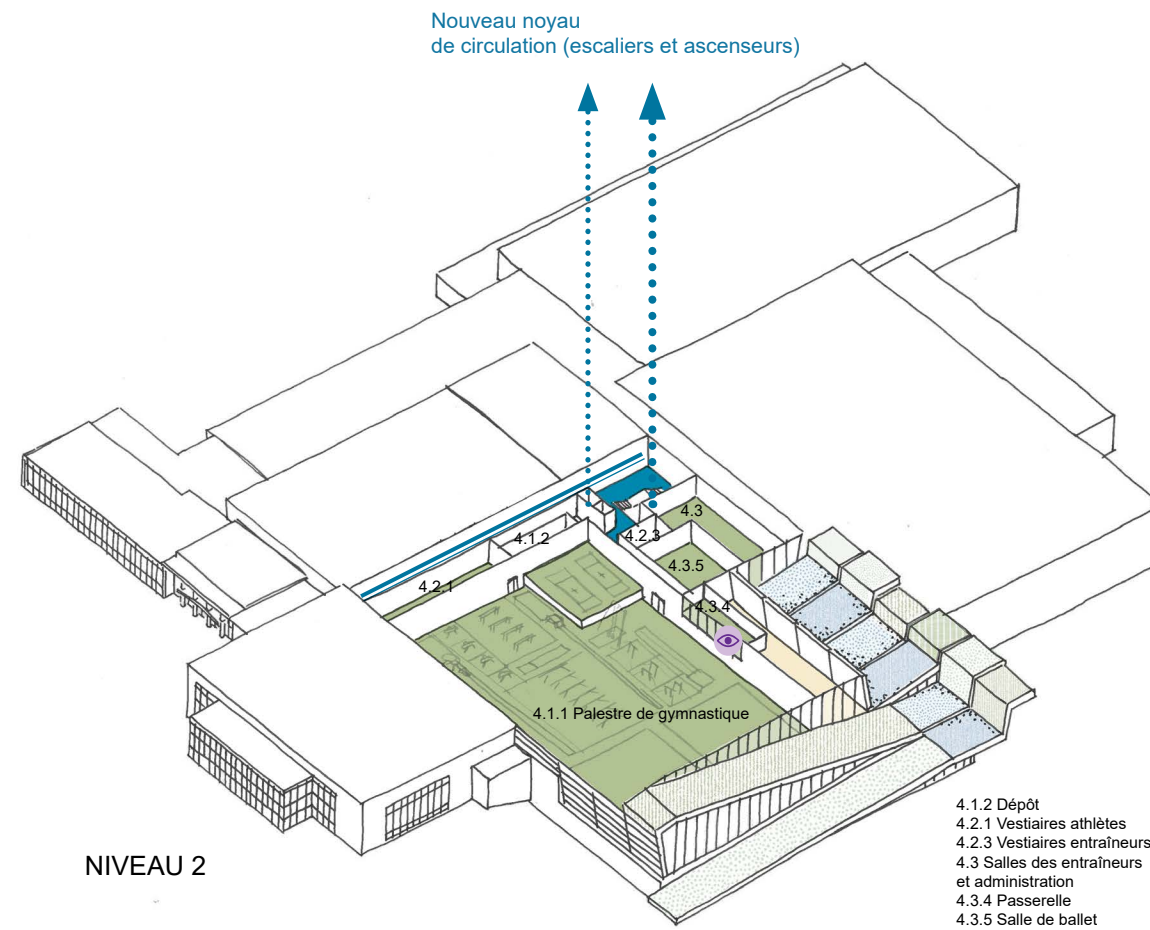 Nouveau noyau
de circulation (escaliers et ascenseurs)
4.3
4.1.2
4.2.3
4.3.5
4.2.1
4.3.4
4.1.1 Palestre de gymnastique
NIVEAU 2
4.1.2 Dépôt
4.2.1 Vestiaires athlètes
4.2.3 Vestiaires entraîneurs
4.3 Salles des entraîneurs
et administration
4.3.4 Passerelle
4.3.5 Salle de ballet